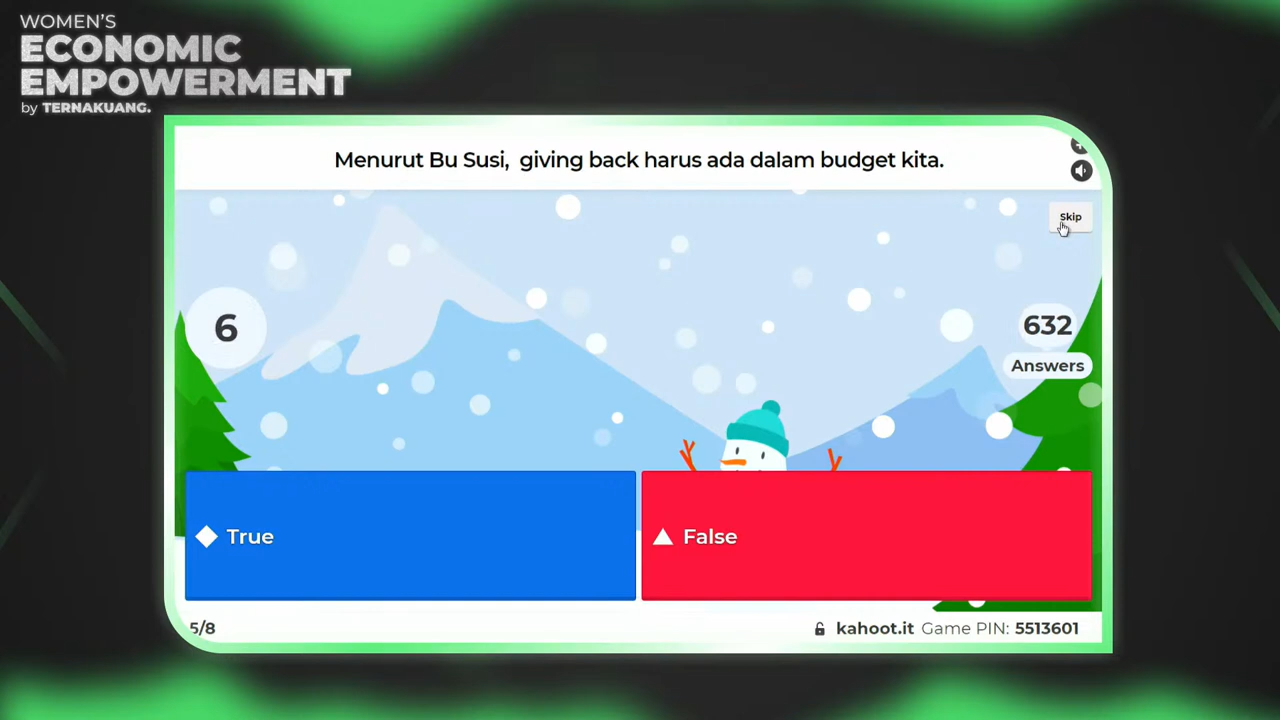 WOMEN'S
ECONOMIC
EMPOWERMENT
by TERNAKUANG.
Menurut Bu Susi, giving back harus ada dalam budget kita.
Skip
6
632
Answers
True
False
5/8
kahoot.it Game PIN: 5513601